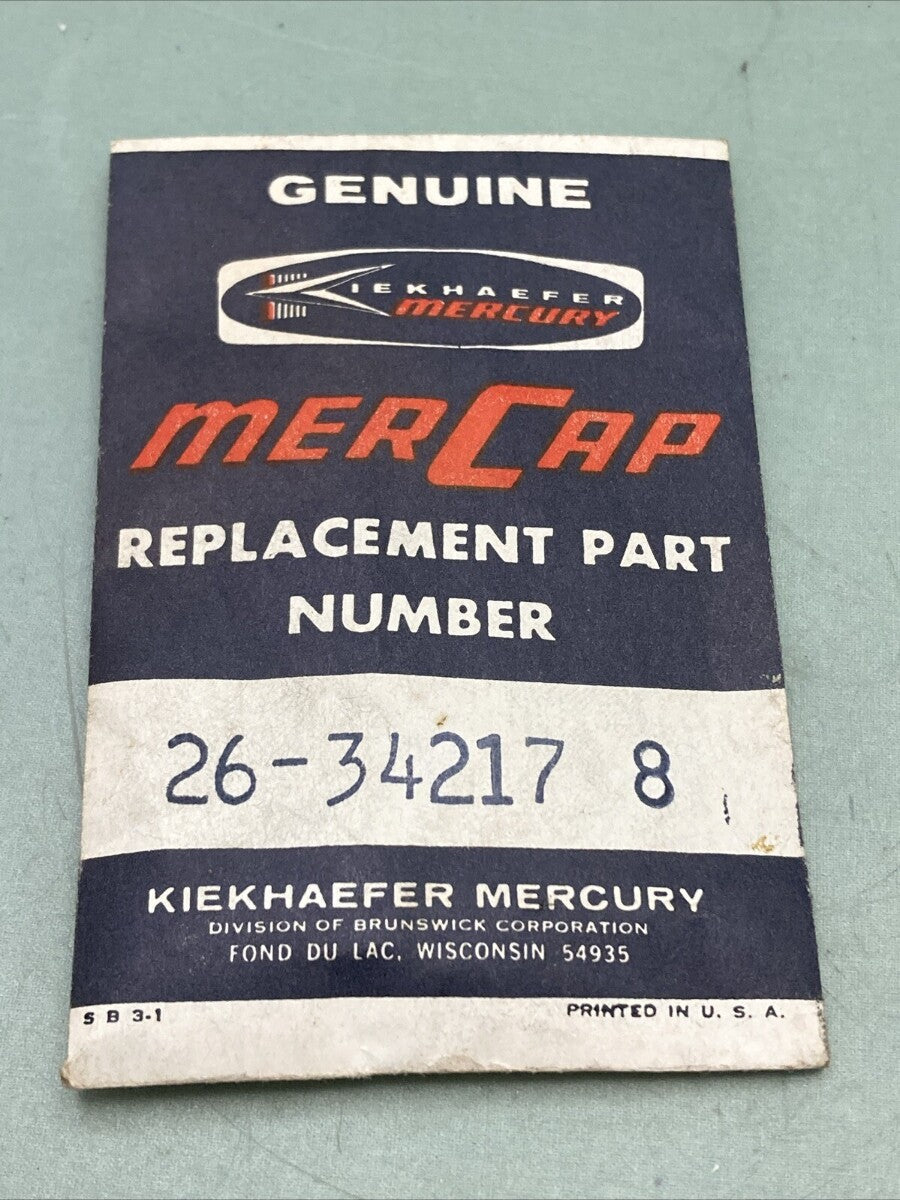 GENUINE
KIEKHAEFER
MERCURY
MERCAP
REPLACEMENT PART
NUMBER
26-34217 8
KIEKHAEFER MERCURY
DIVISION OF BRUNSWICK CORPORATION
FOND DU LAC, WISCONSIN 54935
S B 3-1 PRINTED IN U. S. A.